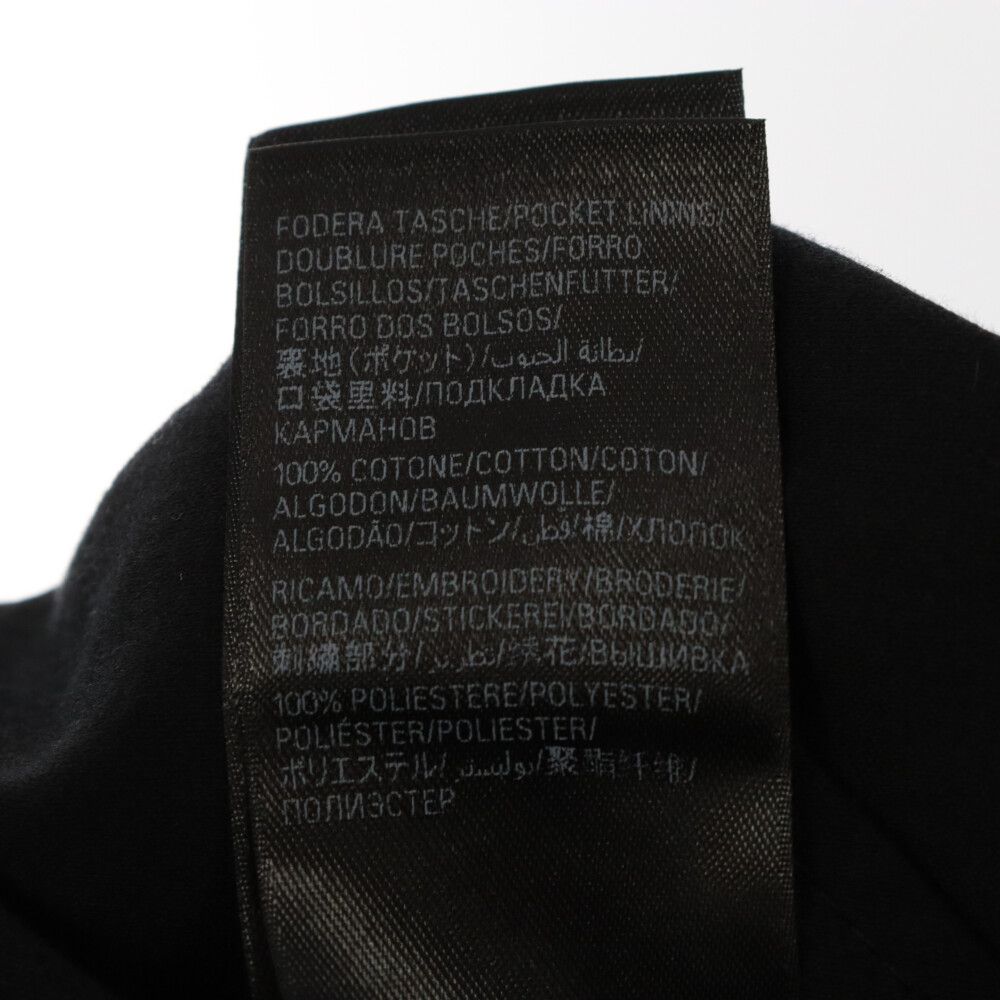 FODERA TASCHE/POCKET LINING/
DOUBLURE POCHES/FORRO
BOLSILLOS/TASCHENFUTTER/
FORRO DOS BOLSOS/
裏地(ポケット)/بطانة الجيوب/
口袋里料/ПОДКЛАДКА
КАРМАНОВ
100% COTONE/COTTON/COTON/
ALGODON/BAUMWOLLE/
ALGODÃO/コットン/قطن/棉/ХЛОПОК
RICAMO/EMBROIDERY/BRODERIE/
BORDADO/STICKEREI/BORDADO/
刺繍部分/تطريز/绣花/ВЫШИВКА
100% POLIESTERE/POLYESTER/
POLIÉSTER/POLIESTER/
ポリエステル/بوليستر/聚酯纤维/
ПОЛИЭСТЕР